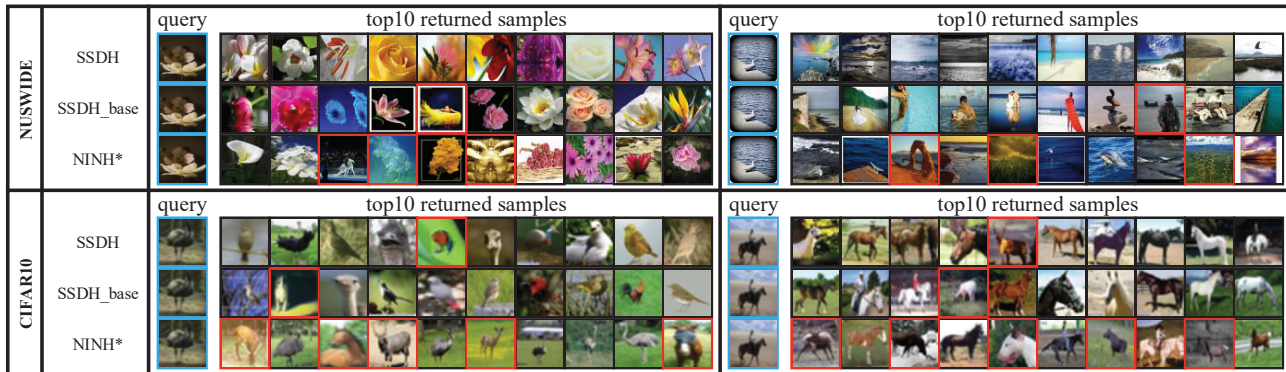 query top10 returned samples query top10 returned samples
NUSWIDE
SSDH
SSDH_base
NINH*
query top10 returned samples query top10 returned samples
CIFAR10
SSDH
SSDH_base
NINH*